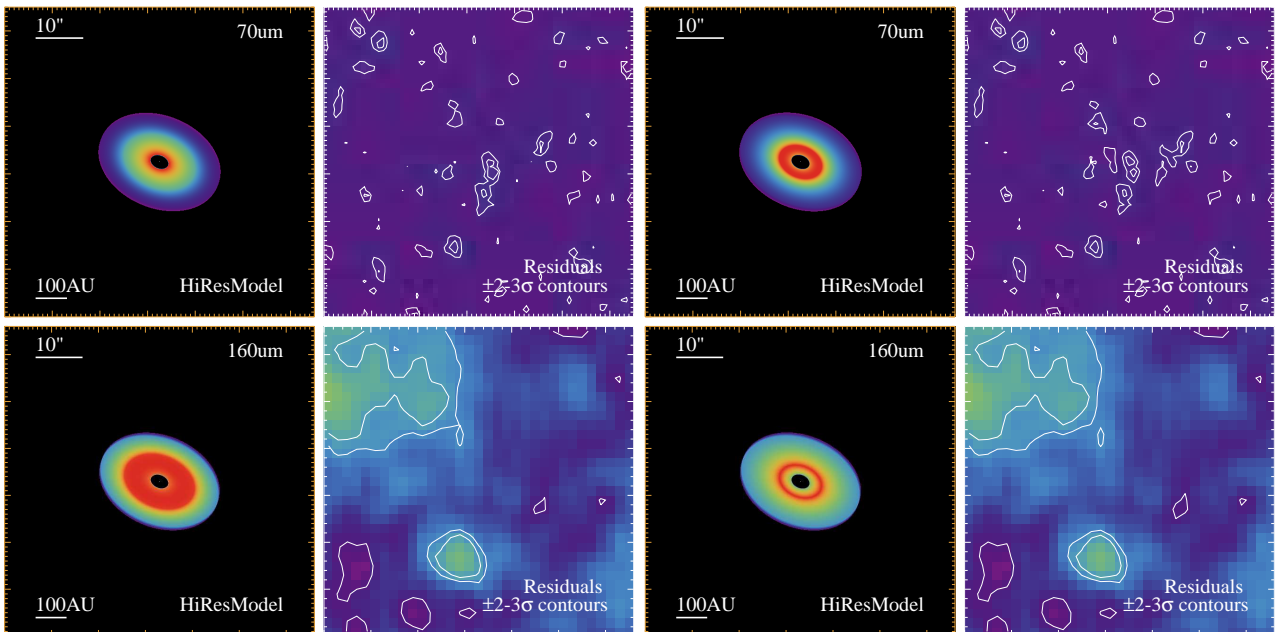 10" 70um
100AU HiResModel
Residuals
±2-3σ contours
10" 70um
100AU HiResModel
Residuals
±2-3σ contours
10" 160um
100AU HiResModel
Residuals
±2-3σ contours
10" 160um
100AU HiResModel
Residuals
±2-3σ contours